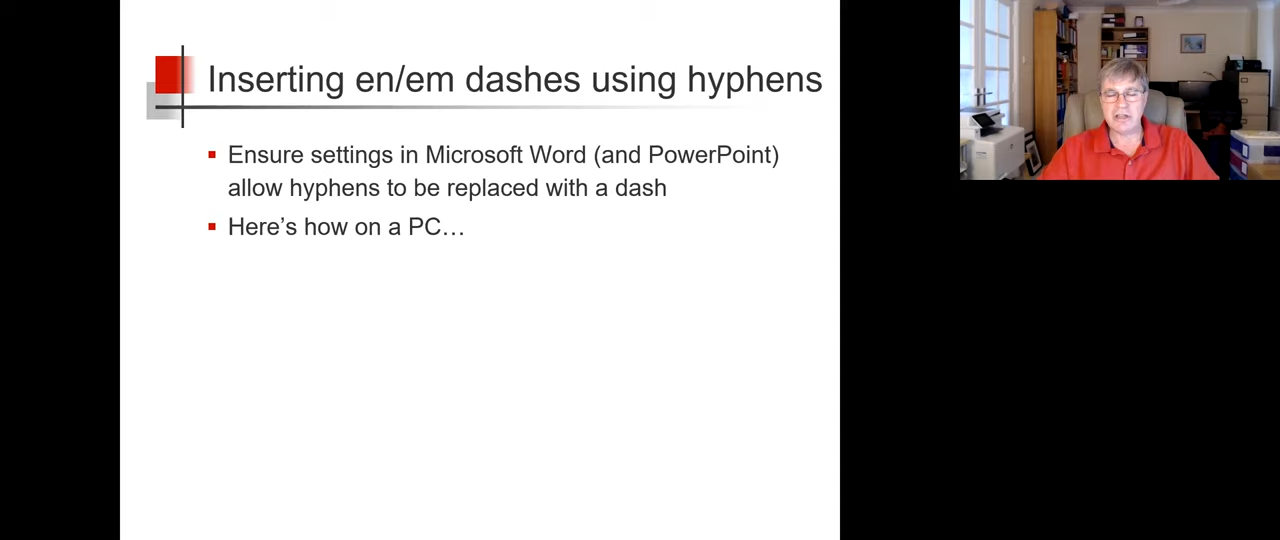 Inserting en/em dashes using hyphens
Ensure settings in Microsoft Word (and PowerPoint)
allow hyphens to be replaced with a dash
Here’s how on a PC…